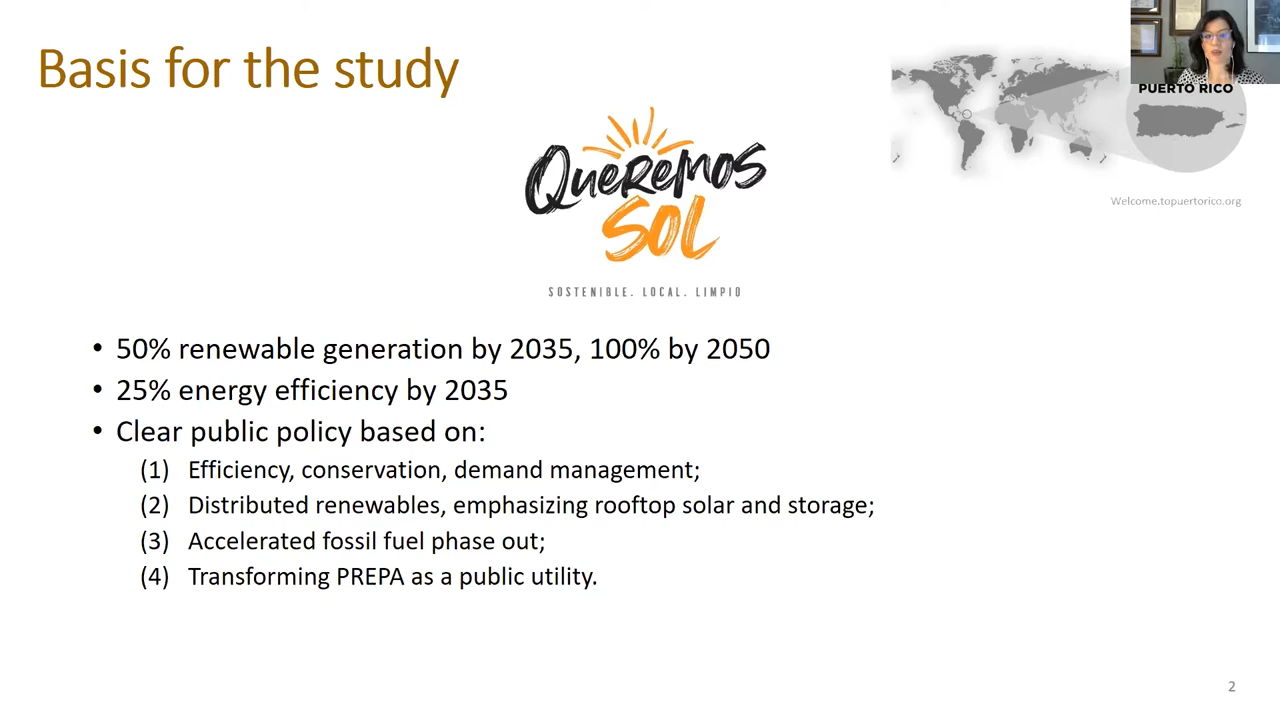 Basis for the study
PUERTO RICO
Welcome.topuertorico.org
QUEREMOS
SOL
SOSTENIBLE. LOCAL. LIMPIO
• 50% renewable generation by 2035, 100% by 2050
• 25% energy efficiency by 2035
• Clear public policy based on:
(1) Efficiency, conservation, demand management;
(2) Distributed renewables, emphasizing rooftop solar and storage;
(3) Accelerated fossil fuel phase out;
(4) Transforming PREPA as a public utility.
2